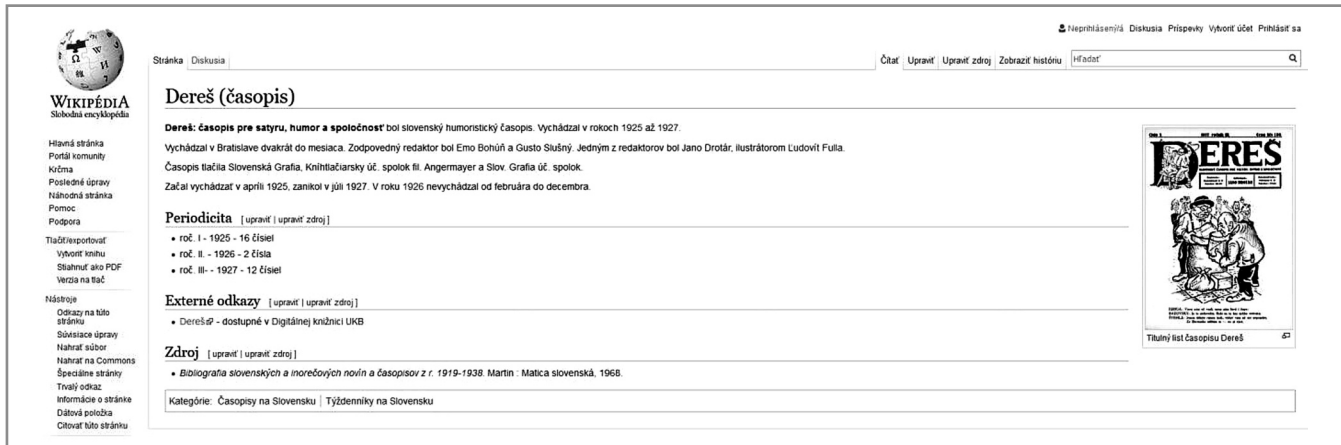 Neprihlásený/á Diskusia Príspevky Vytvoriť účet Prihlásiť sa
Stránka Diskusia
Čítať Upraviť Upraviť zdroj Zobraziť históriu Hľadať
WIKIPÉDIA
Slobodná encyklopédia
Hlavná stránka
Portál komunity
Krčma
Posledné úpravy
Náhodná stránka
Pomoc
Podpora
Tlačiť/exportovať
Vytvoriť knihu
Stiahnuť ako PDF
Verzia na tlač
Nástroje
Odkazy na túto
stránku
Súvisiace úpravy
Nahrať súbor
Nahrať na Commons
Špeciálne stránky
Trvalý odkaz
Informácie o stránke
Dátová položka
Citovať túto stránku
Dereš (časopis)
Dereš: časopis pre satyru, humor a spoločnosť bol slovenský humoristický časopis. Vychádzal v rokoch 1925 až 1927.
Vychádzal v Bratislave dvakrát do mesiaca. Zodpovedný redaktor bol Emo Bohúň a Gusto Slušný. Jedným z redaktorov bol Jano Drotár, ilustrátorom Ľudovít Fulla.
Časopis tlačila Slovenská Grafia, Kníhtlačiarsky úč. spolok fil. Angermayer a Slov. Grafia úč. spolok.
Začal vychádzať v apríli 1925, zanikol v júli 1927. V roku 1926 nevychádzal od februára do decembra.
Periodicita [ upraviť | upraviť zdroj ]
• roč. I - 1925 - 16 čísiel
• roč. II. - 1926 - 2 čísla
• roč. III- - 1927 - 12 čísiel
Externé odkazy [ upraviť | upraviť zdroj ]
• Dereš - dostupné v Digitálnej knižnici UKB
Zdroj [ upraviť | upraviť zdroj ]
• Bibliografia slovenských a inorečových novín a časopisov z r. 1919-1938. Martin : Matica slovenská, 1968.
Kategórie: Časopisy na Slovensku | Týždenníky na Slovensku
DEREŠ
Titulný list časopisu Dereš